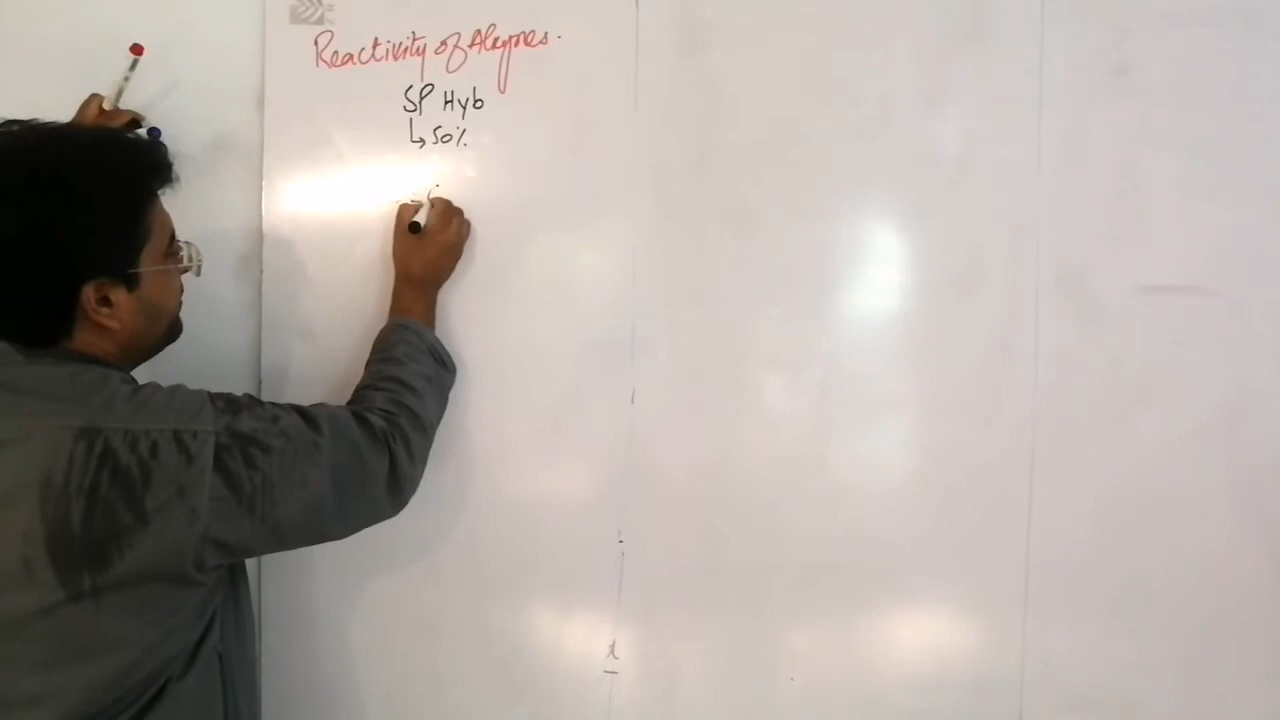 Reactivity of Alkynes.
SP Hyb
↳ 50%